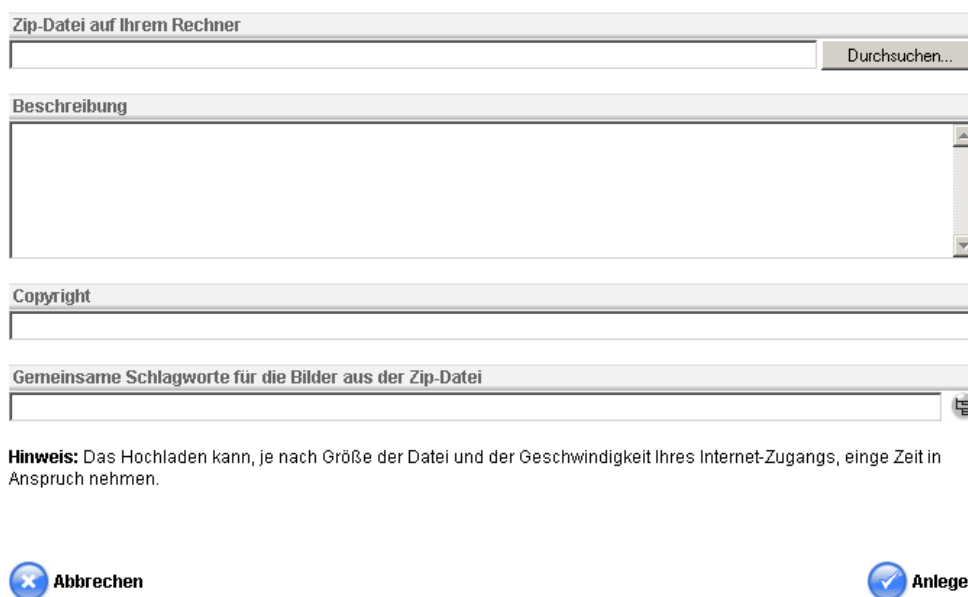 Zip-Datei auf Ihrem Rechner
Durchsuchen...
Beschreibung
Copyright
Gemeinsame Schlagworte für die Bilder aus der Zip-Datei
Hinweis: Das Hochladen kann, je nach Größe der Datei und der Geschwindigkeit Ihres Internet-Zugangs, einge Zeit in
Anspruch nehmen.
Abbrechen
Anlege